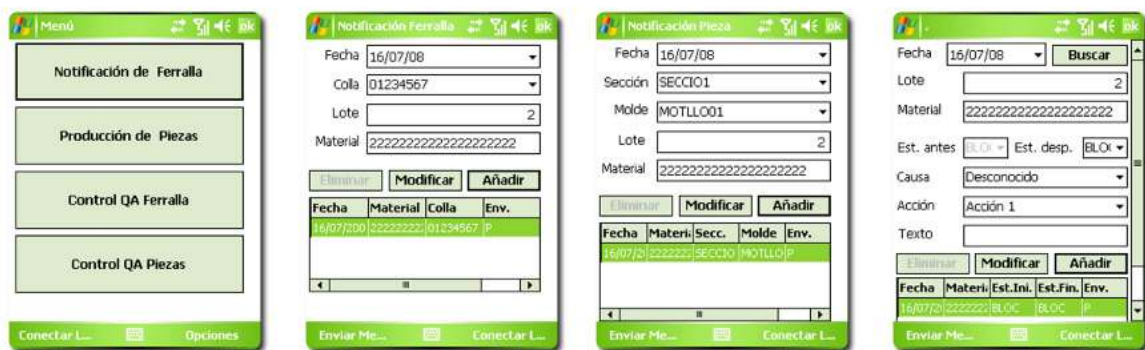 Menú ok
Notificación de Ferralla
Producción de Piezas
Control QA Ferralla
Control QA Piezas
Conectar L... Opciones
Notificación Ferralla ok
Fecha 16/07/08
Colla 01234567
Lote 2
Material 22222222222222222222
Eliminar Modificar Añadir
Fecha Material Colla Env.
16/07/200 22222222. 01234567 P
Enviar Me... Conectar L...
Notificación Pieza ok
Fecha 16/07/08
Sección SECCIO1
Molde MOTLLO01
Lote 2
Material 22222222222222222222
Eliminar Modificar Añadir
Fecha Materi. Secc. Molde Env.
16/07/2 222222. SECCIO MOTLLO P
Enviar Me... Conectar L...
. ok
Fecha 16/07/08 Buscar
Lote 2
Material 22222222222222222222
Est. antes BLO Est. desp. BLO
Causa Desconocido
Acción Acción 1
Texto
Eliminar Modificar Añadir
Fecha Materi. Est.Ini. Est.Fin. Env.
16/07/2 222222. BLOC BLOC P
Enviar Me... Conectar L...